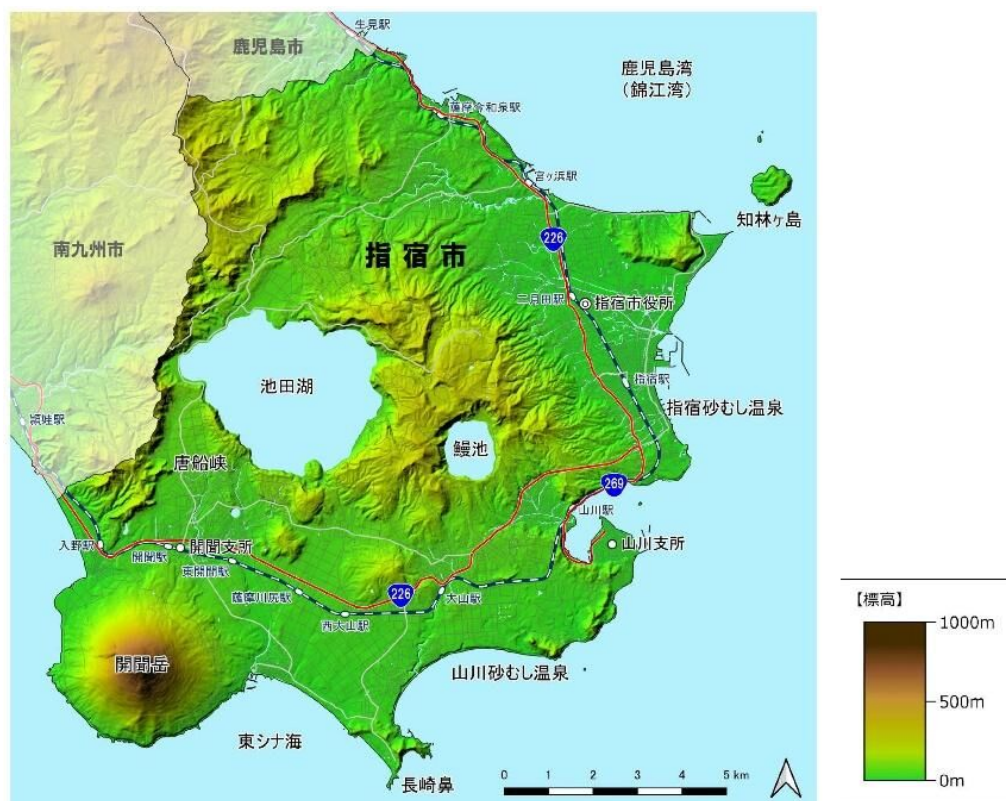 生見駅
鹿児島市
鹿児島湾
(錦江湾)
薩摩今和泉駅
宮ヶ浜駅
知林ヶ島
南九州市
指宿市
226
二月田駅
指宿市役所
池田湖
指宿駅
指宿砂むし温泉
頴娃駅
鰻池
唐船峡
269
山川駅
入野駅
開聞駅
開聞支所
山川支所
東開聞駅
薩摩川尻駅
226
大山駅
西大山駅
開聞岳
山川砂むし温泉
東シナ海
長崎鼻
0 1 2 3 4 5 km
【標高】
1000m
500m
0m